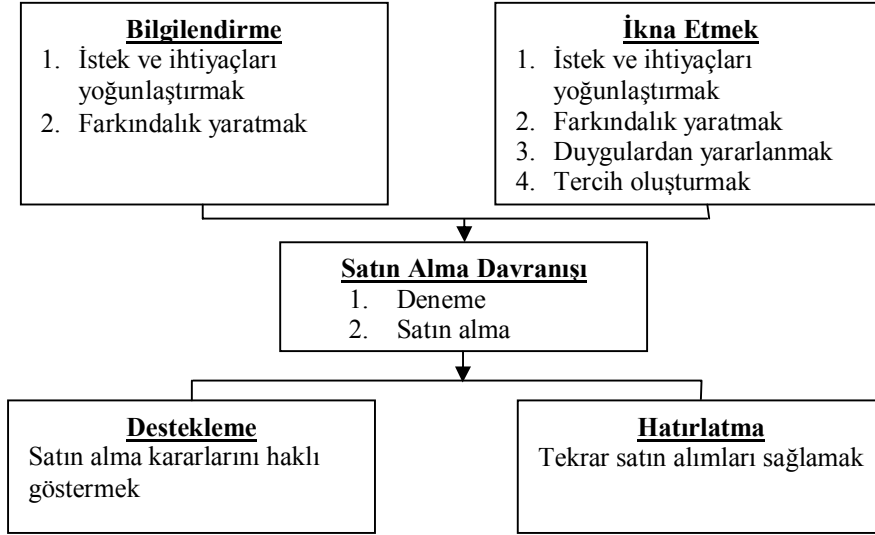 Bilgilendirme
1. İstek ve ihtiyaçları
yoğunlaştırmak
2. Farkındalık yaratmak
İkna Etmek
1. İstek ve ihtiyaçları
yoğunlaştırmak
2. Farkındalık yaratmak
3. Duygulardan yararlanmak
4. Tercih oluşturmak
Satın Alma Davranışı
1. Deneme
2. Satın alma
Destekleme
Satın alma kararlarını haklı
göstermek
Hatırlatma
Tekrar satın alımları sağlamak